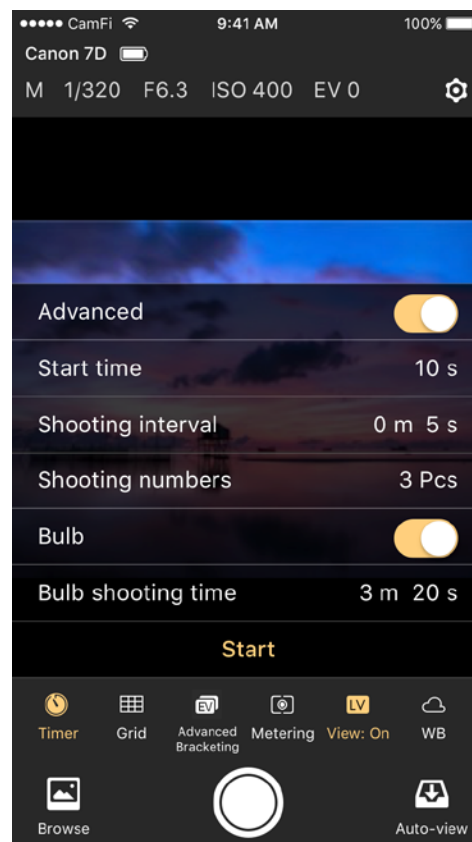 CamFi 9:41 AM 100%
Canon 7D
M 1/320 F6.3 ISO 400 EV 0
Advanced
Start time 10 s
Shooting interval 0 m 5 s
Shooting numbers 3 Pcs
Bulb
Bulb shooting time 3 m 20 s
Start
EV LV
Timer Grid Advanced Bracketing Metering View: On WB
Browse Auto-view